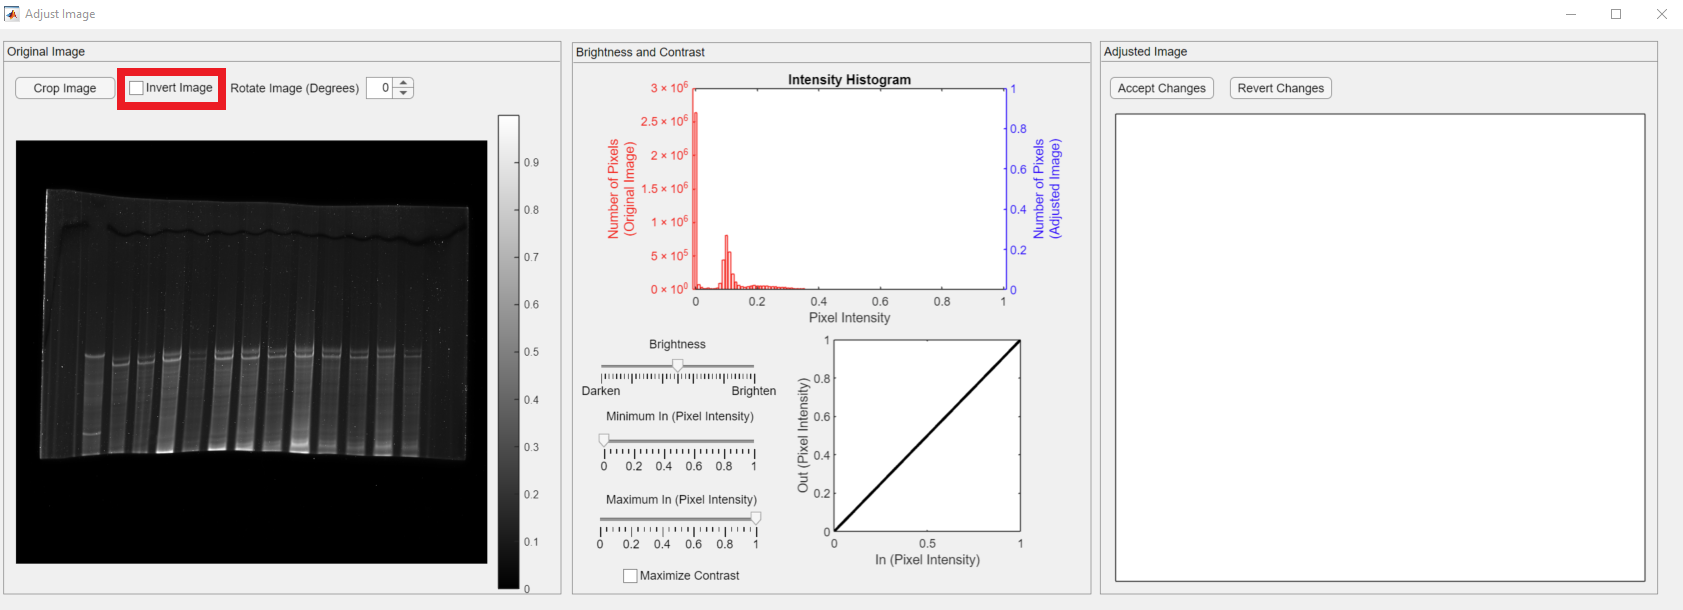 Adjust Image
Original Image
Crop Image
Invert Image
Rotate Image (Degrees)
0
0.9
0.8
0.7
0.6
0.5
0.4
0.3
0.2
0.1
0
Brightness and Contrast
Intensity Histogram
Number of Pixels
(Original Image)
3 × 10⁶
2.5 × 10⁶
2 × 10⁶
1.5 × 10⁶
1 × 10⁶
5 × 10⁵
0 × 10⁰
1
0.8
0.6
0.4
0.2
0
Number of Pixels
(Adjusted Image)
0 0.2 0.4 0.6 0.8 1
Pixel Intensity
Brightness
Darken Brighten
Minimum In (Pixel Intensity)
0 0.2 0.4 0.6 0.8 1
Maximum In (Pixel Intensity)
0 0.2 0.4 0.6 0.8 1
Maximize Contrast
Out (Pixel Intensity)
1
0.8
0.6
0.4
0.2
0
0 0.5 1
In (Pixel Intensity)
Adjusted Image
Accept Changes
Revert Changes